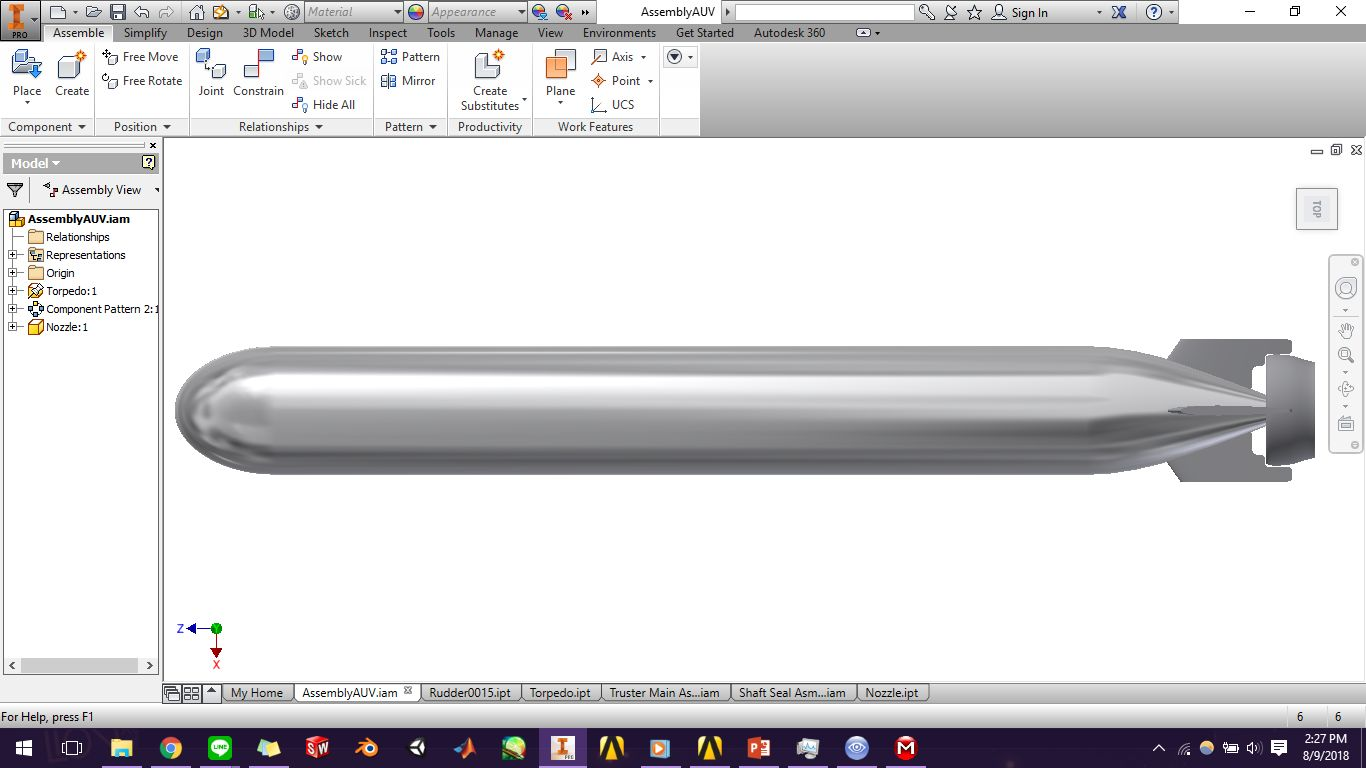 PRO
Material
Appearance
AssemblyAUV
Sign In
Assemble Simplify Design 3D Model Sketch Inspect Tools Manage View Environments Get Started Autodesk 360
Place
Create
Component
Free Move
Free Rotate
Position
Joint
Constrain
Show
Show Sick
Hide All
Relationships
Pattern
Mirror
Pattern
Create
Substitutes
Productivity
Plane
Axis
Point
UCS
Work Features
Model
Assembly View
AssemblyAUV.iam
Relationships
Representations
Origin
Torpedo:1
Component Pattern 2:1
Nozzle:1
TOP
Z
X
My Home AssemblyAUV.iam Rudder0015.ipt Torpedo.ipt Truster Main As...iam Shaft Seal Asm...iam Nozzle.ipt
For Help, press F1
6 6
LINE
SW
PRO
2:27 PM
8/9/2018